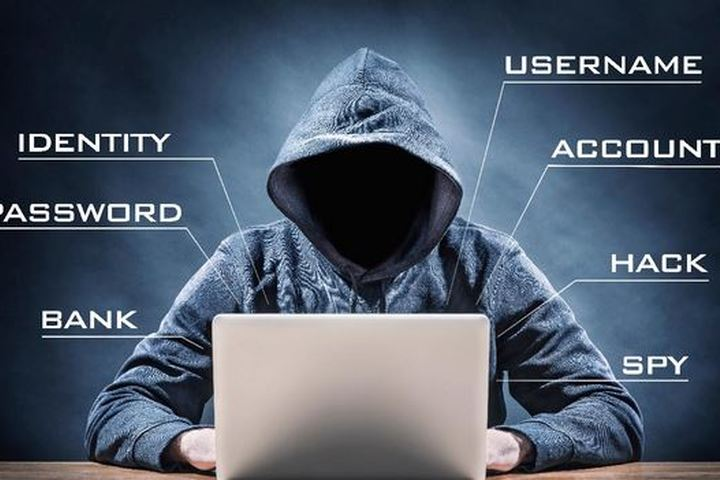 USERNAME
IDENTITY
ACCOUNT
PASSWORD
HACK
BANK
SPY